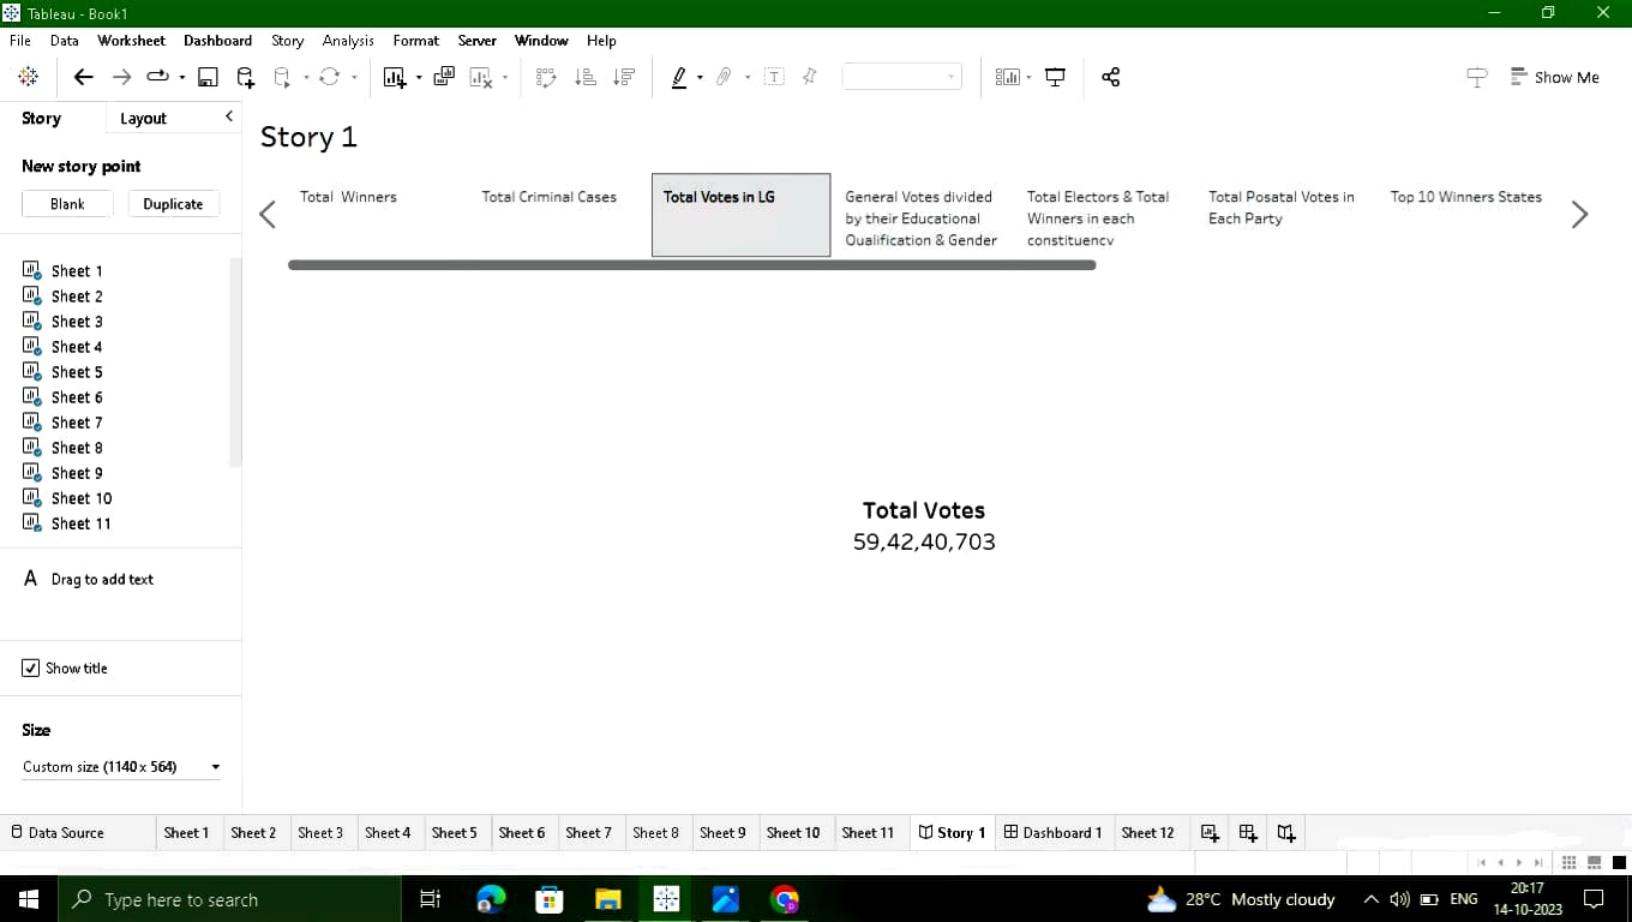 Tableau - Book1
File Data Worksheet Dashboard Story Analysis Format Server Window Help
Show Me
Story Layout
New story point
Blank Duplicate
Sheet 1
Sheet 2
Sheet 3
Sheet 4
Sheet 5
Sheet 6
Sheet 7
Sheet 8
Sheet 9
Sheet 10
Sheet 11
A Drag to add text
Show title
Size
Custom size (1140 x 564)
Story 1
Total Winners
Total Criminal Cases
Total Votes in LG
General Votes divided
by their Educational
Qualification & Gender
Total Electors & Total
Winners in each
constituency
Total Posatal Votes in
Each Party
Top 10 Winners States
Total Votes
59,42,40,703
Data Source Sheet 1 Sheet 2 Sheet 3 Sheet 4 Sheet 5 Sheet 6 Sheet 7 Sheet 8 Sheet 9 Sheet 10 Sheet 11 Story 1 Dashboard 1 Sheet 12
Type here to search
28°C Mostly cloudy
ENG
20:17
14-10-2023